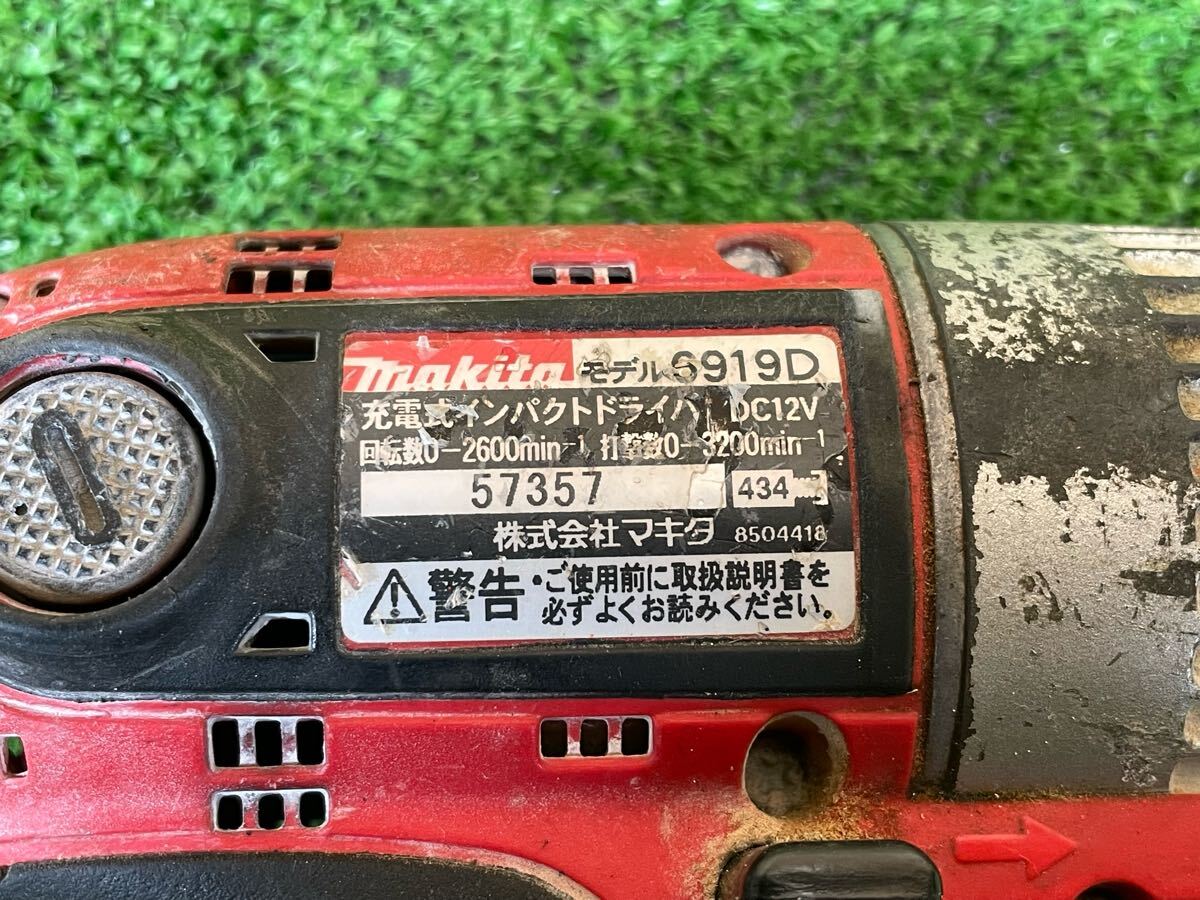 makita モデル 6919D
充電式インパクトドライバ DC12V
回転数0-2600min⁻¹ 打撃数0-3200min⁻¹
57357 434
株式会社マキタ 8504418
警告・ご使用前に取扱説明書を
必ずよくお読みください。